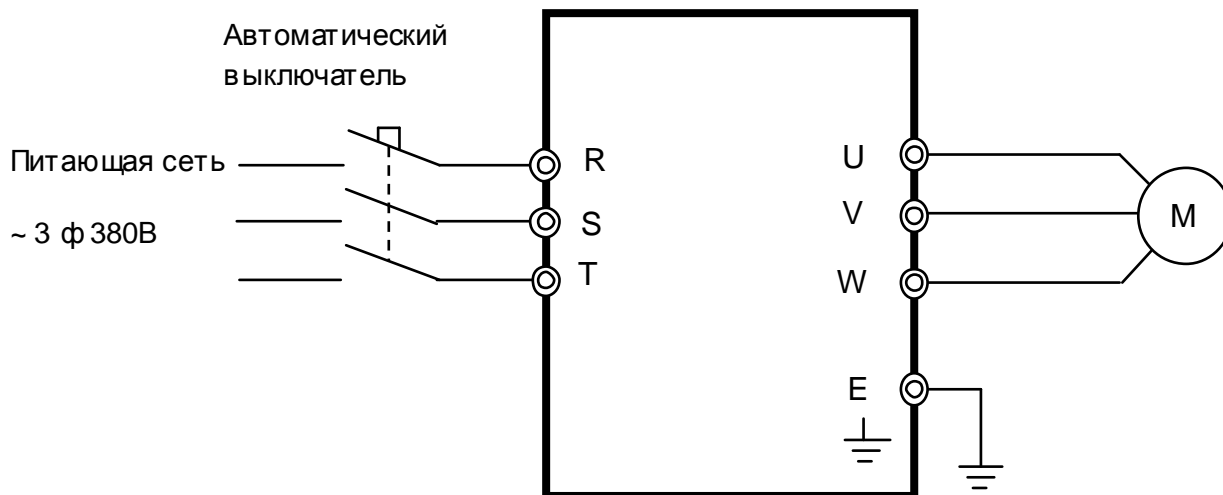 Автоматический
выключатель
Питающая сеть
~ 3 ф 380В
R
S
T
U
V
W
E
M